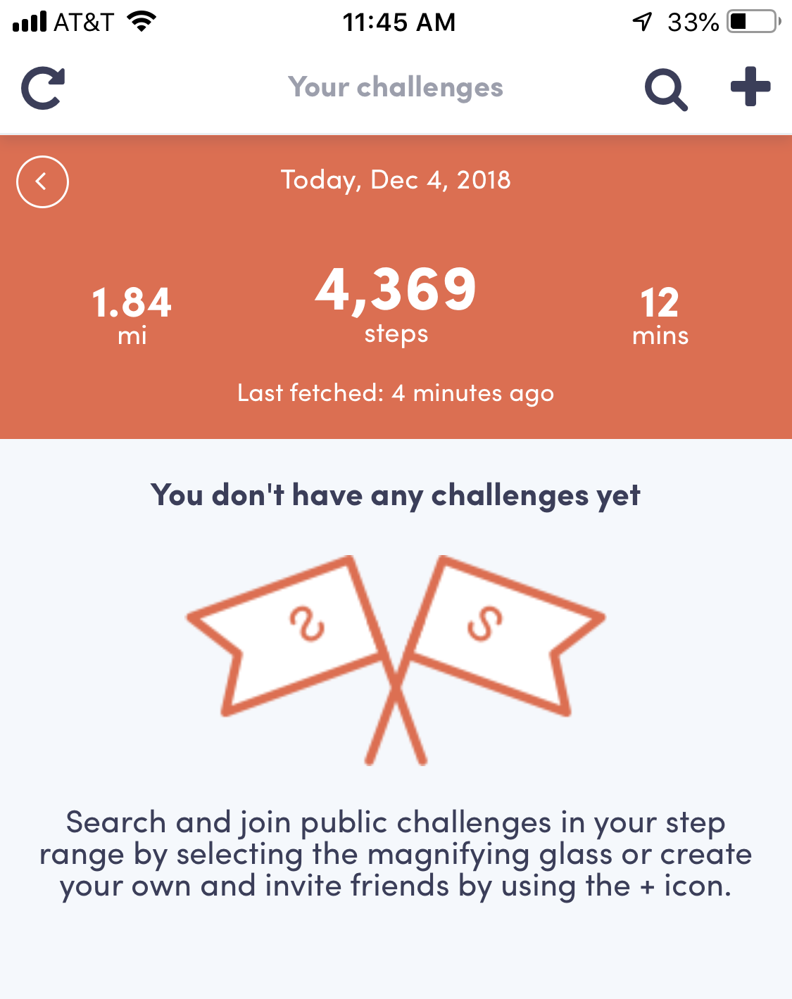 AT&T 11:45 AM 33%
Your challenges
Today, Dec 4, 2018
1.84 4,369 12
mi steps mins
Last fetched: 4 minutes ago
You don't have any challenges yet
S S
Search and join public challenges in your step
range by selecting the magnifying glass or create
your own and invite friends by using the + icon.